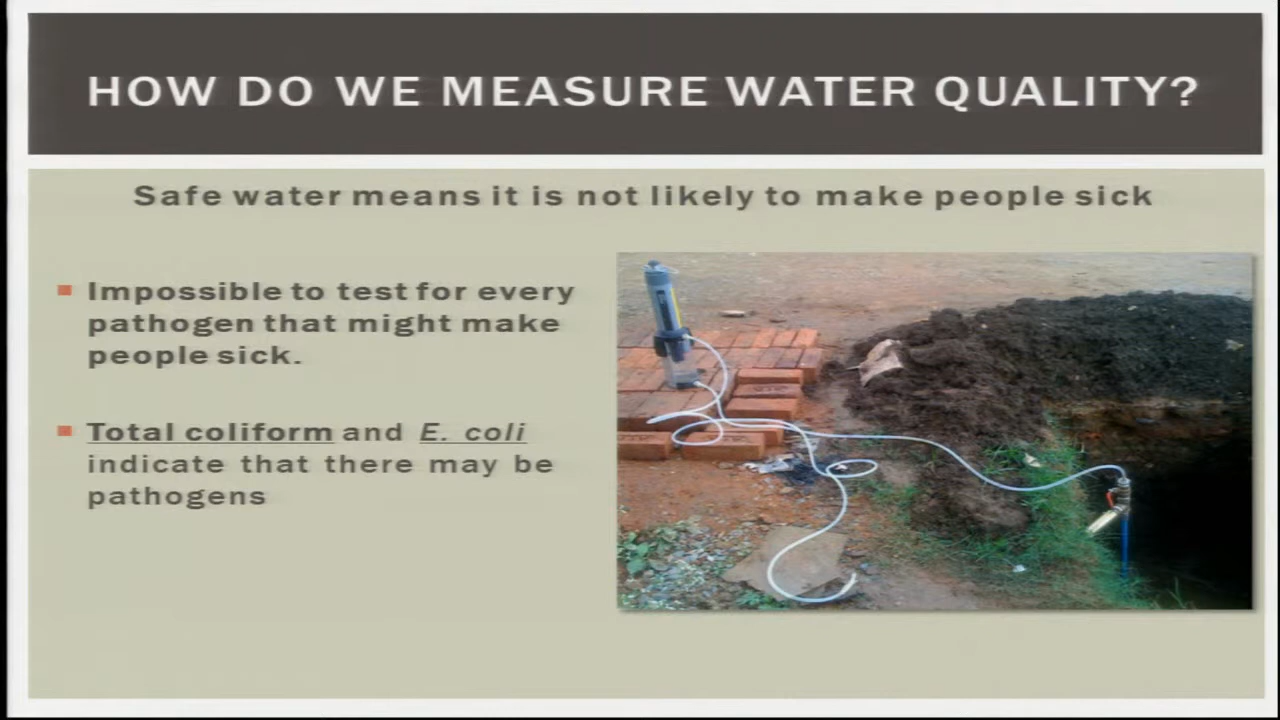 HOW DO WE MEASURE WATER QUALITY?
Safe water means it is not likely to make people sick
Impossible to test for every
pathogen that might make
people sick.
Total coliform and E. coli
indicate that there may be
pathogens